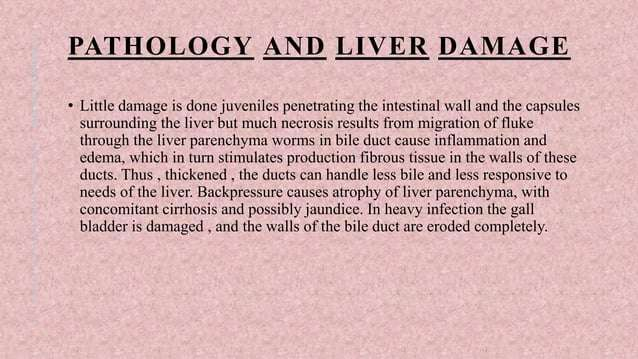 PATHOLOGY AND LIVER DAMAGE
• Little damage is done juveniles penetrating the intestinal wall and the capsules
surrounding the liver but much necrosis results from migration of fluke
through the liver parenchyma worms in bile duct cause inflammation and
edema, which in turn stimulates production fibrous tissue in the walls of these
ducts. Thus , thickened , the ducts can handle less bile and less responsive to
needs of the liver. Backpressure causes atrophy of liver parenchyma, with
concomitant cirrhosis and possibly jaundice. In heavy infection the gall
bladder is damaged , and the walls of the bile duct are eroded completely.